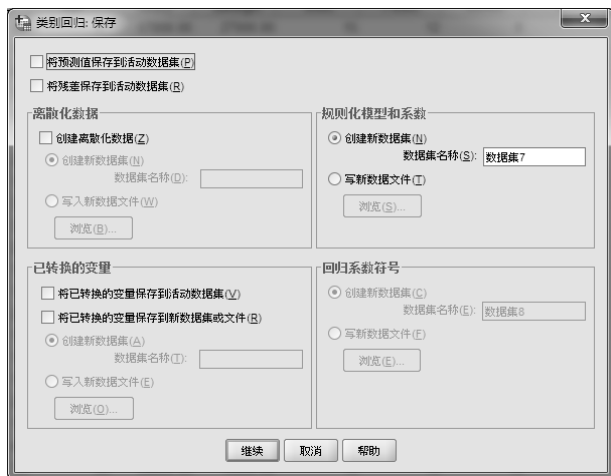 类别回归: 保存
将预测值保存到活动数据集(P)
将残差保存到活动数据集(R)
离散化数据
创建离散化数据(Z)
创建新数据集(N)
数据集名称(D):
写入新数据文件(W)
浏览(B)...
规则化模型和系数
创建新数据集(N)
数据集名称(S): 数据集7
写新数据文件(T)
浏览(S)...
已转换的变量
将已转换的变量保存到活动数据集(V)
将已转换的变量保存到新数据集或文件(R)
创建新数据集(A)
数据集名称(T):
写入新数据文件(E)
浏览(O)...
回归系数符号
创建新数据集(C)
数据集名称(E): 数据集8
写新数据文件(F)
浏览(E)...
继续 取消 帮助